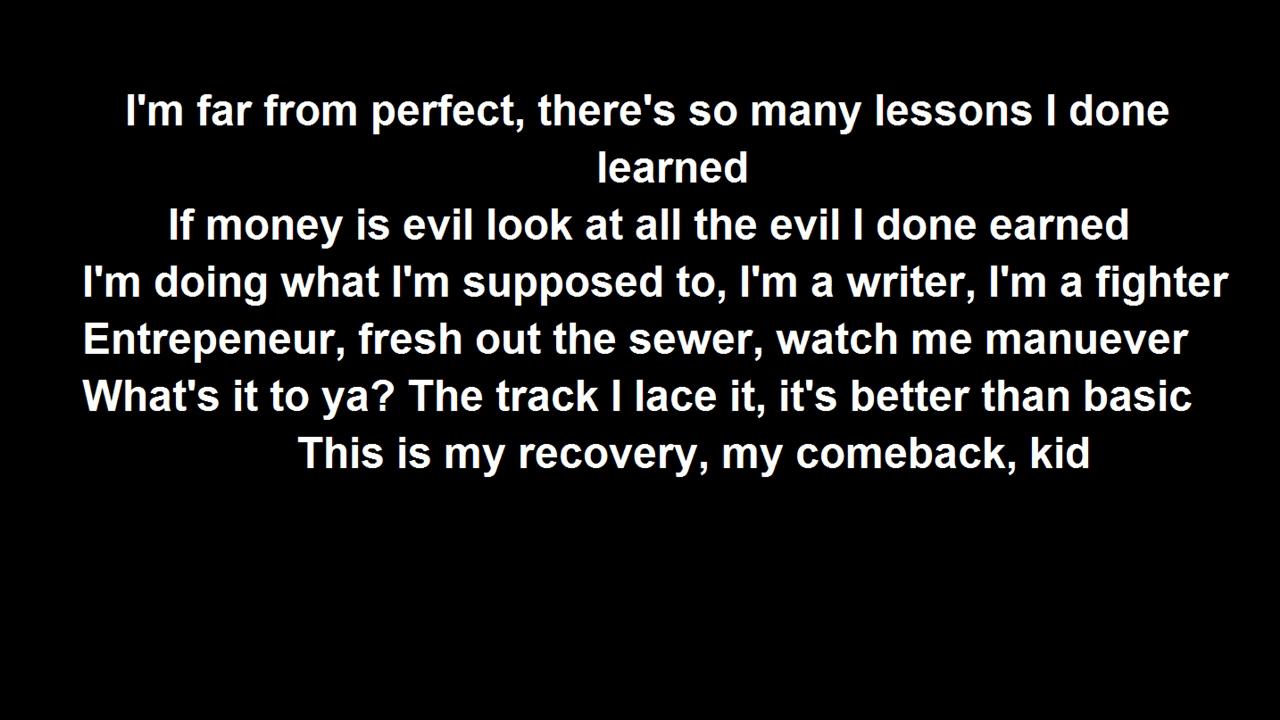 I'm far from perfect, there's so many lessons I done
learned
If money is evil look at all the evil I done earned
I'm doing what I'm supposed to, I'm a writer, I'm a fighter
Entrepeneur, fresh out the sewer, watch me manuever
What's it to ya? The track I lace it, it's better than basic
This is my recovery, my comeback, kid